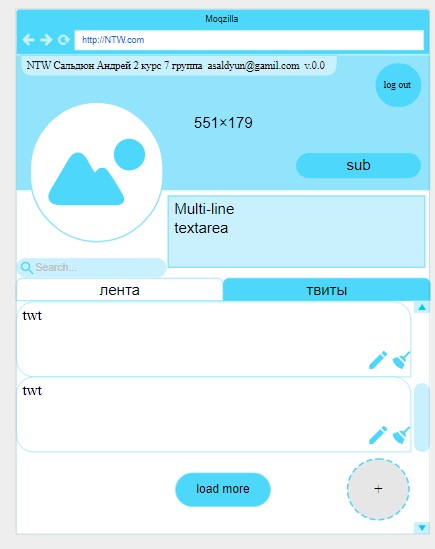 Moqzilla
http://NTW.com
NTW Сальдюн Андрей 2 курс 7 группа asaldyun@gamil.com v.0.0
log out
551×179
sub
Multi-line
textarea
Search...
лента
твиты
twt
twt
load more
+